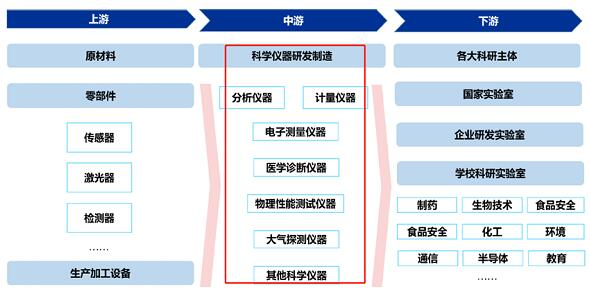 上游
中游
下游
原材料
科学仪器研发制造
各大科研主体
零部件
分析仪器
计量仪器
国家实验室
传感器
电子测量仪器
企业研发实验室
激光器
医学诊断仪器
学校科研实验室
检测器
物理性能测试仪器
制药
生物技术
食品安全
……
大气探测仪器
食品安全
化工
环境
生产加工设备
其他科学仪器
通信
半导体
教育
……